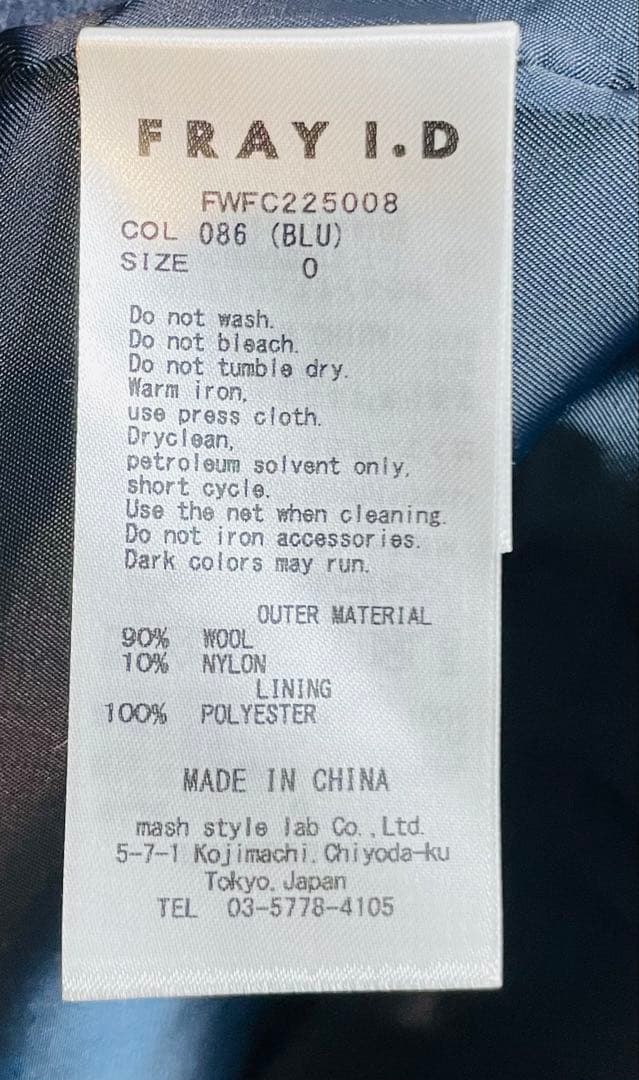 FRAY I.D
FWFC225008
COL 086 (BLU)
SIZE 0
Do not wash.
Do not bleach.
Do not tumble dry.
Warm iron,
use press cloth.
Dryclean,
petroleum solvent only,
short cycle.
Use the net when cleaning.
Do not iron accessories.
Dark colors may run.
OUTER MATERIAL
90% WOOL
10% NYLON
LINING
100% POLYESTER
MADE IN CHINA
mash style lab Co.,Ltd.
5-7-1 Kojimachi.Chiyoda-ku
Tokyo.Japan
TEL 03-5778-4105